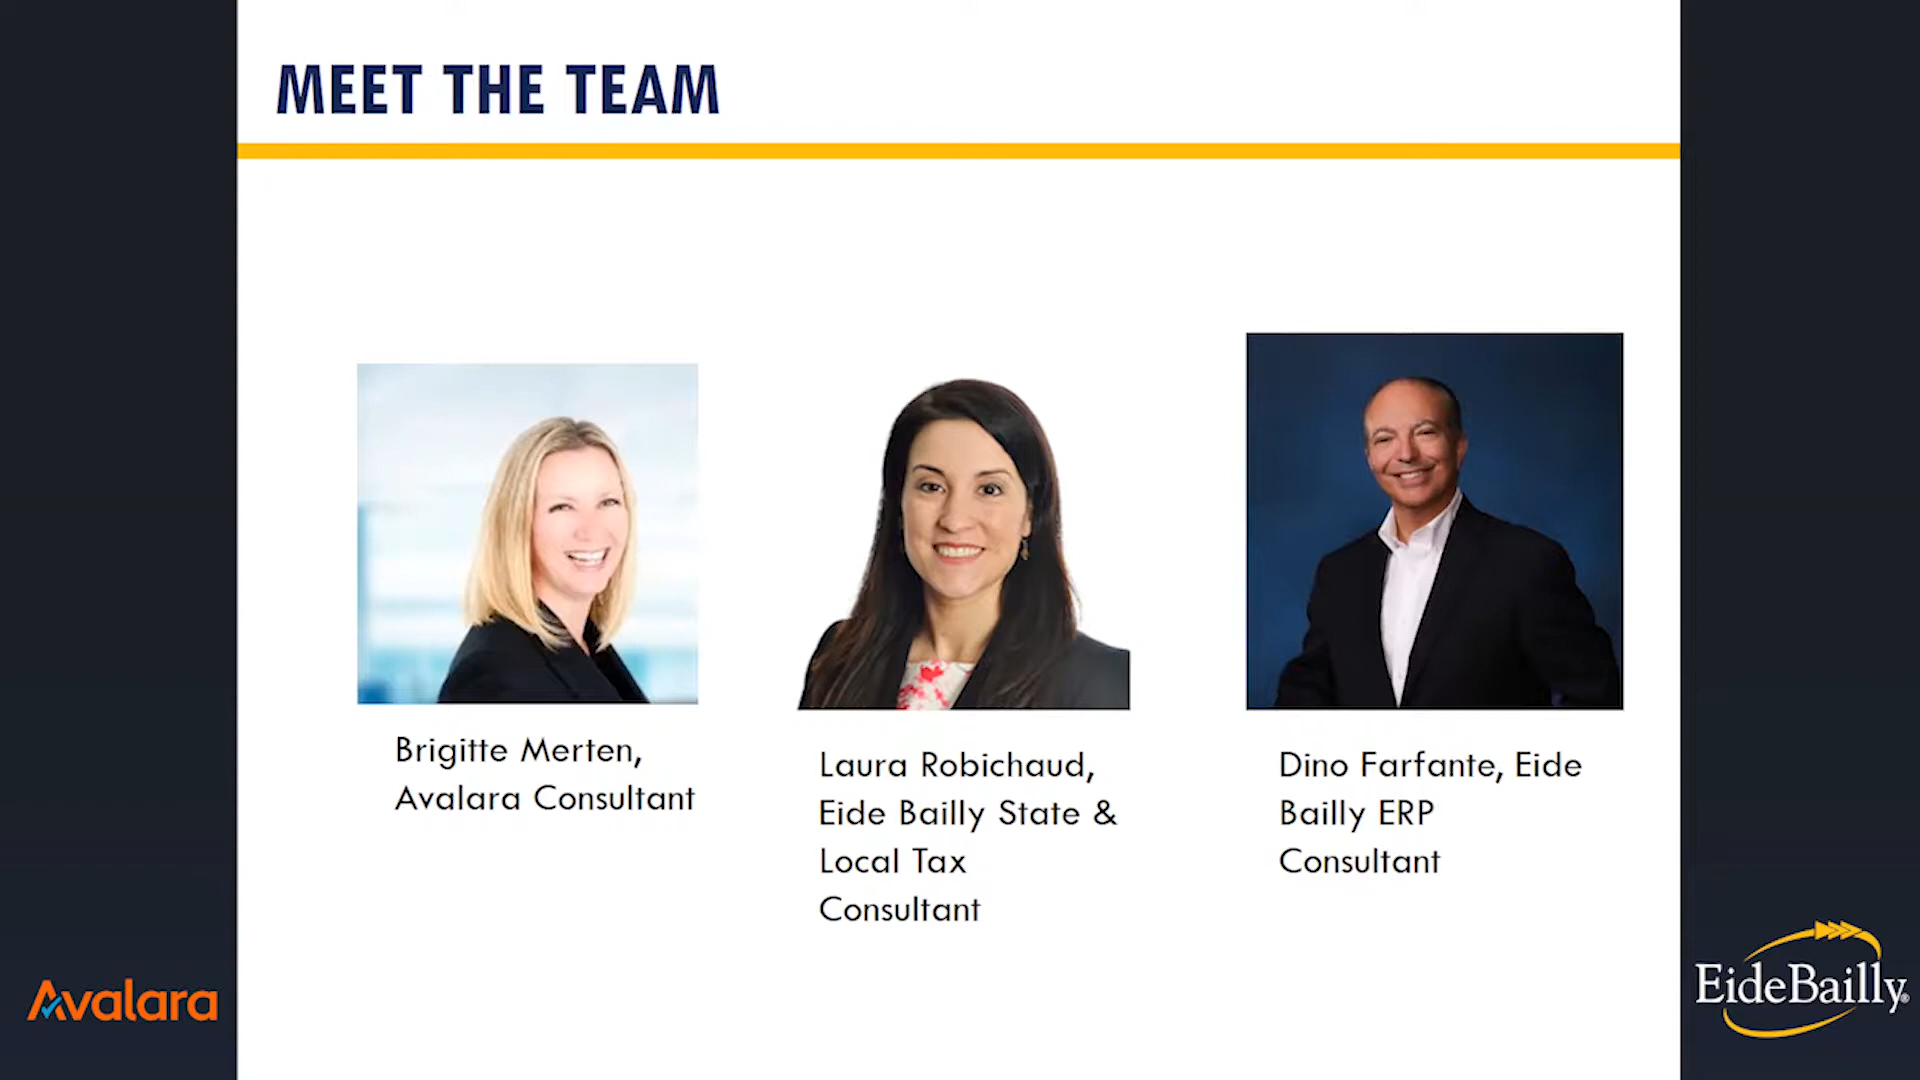 MEET THE TEAM
Brigitte Merten,
Avalara Consultant
Laura Robichaud,
Eide Bailly State &
Local Tax
Consultant
Dino Farfante, Eide
Bailly ERP
Consultant
Avalara
EideBailly®